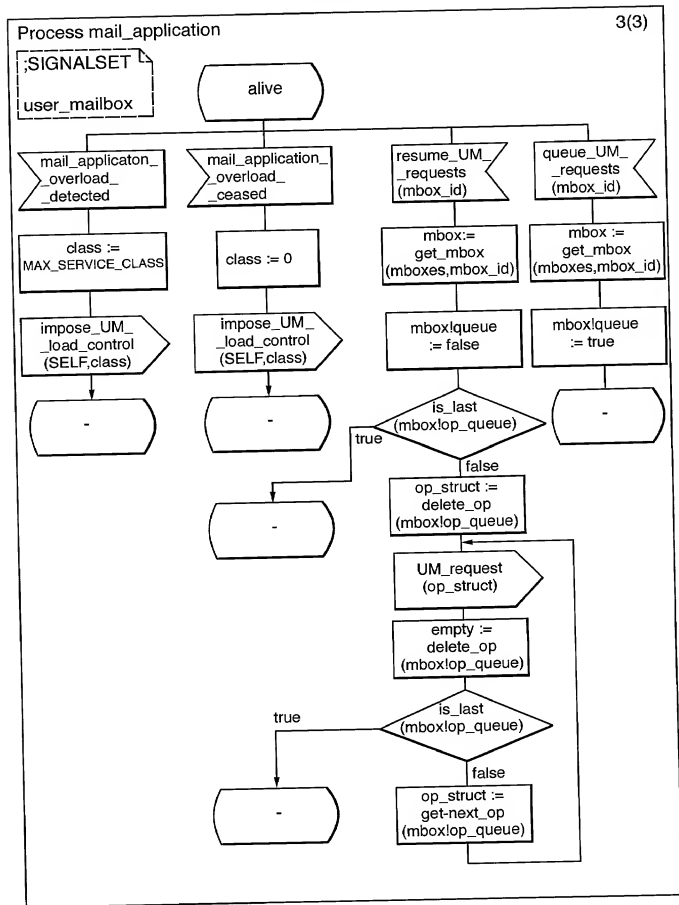 Process mail_application
3(3)
;SIGNALSET
user_mailbox
alive
mail_applicaton_
_overload_
_detected
class :=
MAX_SERVICE_CLASS
impose_UM_
_load_control
(SELF,class)
-
mail_application_
_overload_
_ceased
class := 0
impose_UM_
_load_control
(SELF,class)
-
resume_UM_
_requests
(mbox_id)
mbox:=
get_mbox
(mboxes,mbox_id)
mbox!queue
:= false
is_last
(mbox!op_queue)
true
-
false
op_struct :=
delete_op
(mbox!op_queue)
UM_request
(op_struct)
empty :=
delete_op
(mbox!op_queue)
is_last
(mbox!op_queue)
true
-
false
op_struct :=
get-next_op
(mbox!op_queue)
queue_UM_
_requests
(mbox_id)
mbox :=
get_mbox
(mboxes,mbox_id)
mbox!queue
:= true
-